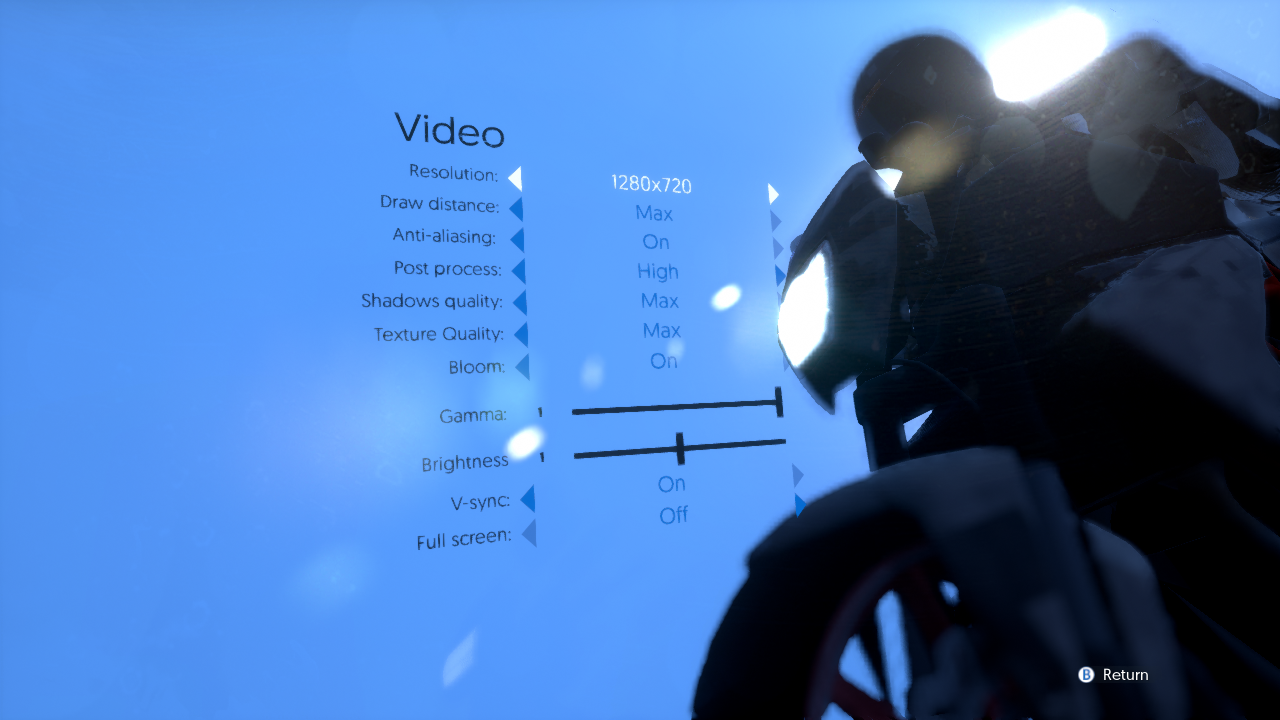 Video
Resolution: 1280x720
Draw distance: Max
Anti-aliasing: On
Post process: High
Shadows quality: Max
Texture Quality: Max
Bloom: On
Gamma:
Brightness
V-sync: On
Full screen: Off
B Return